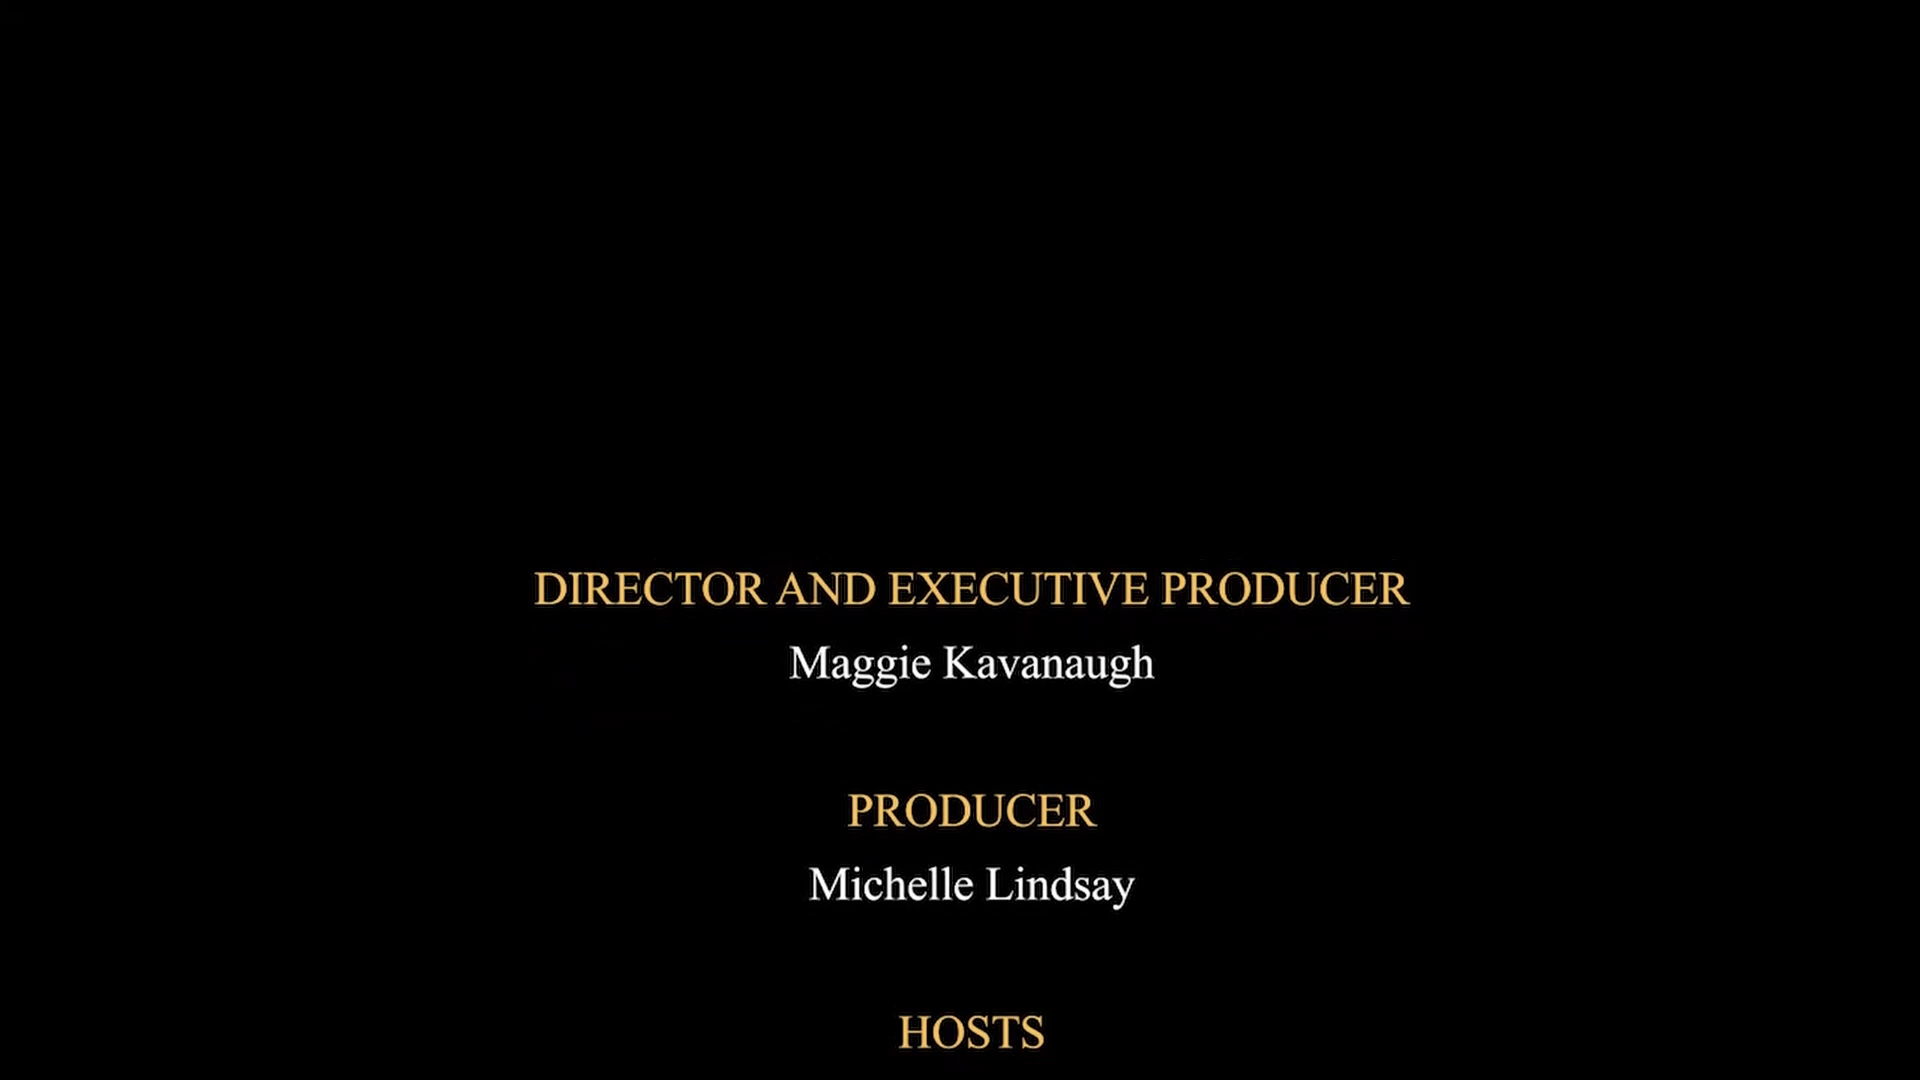 DIRECTOR AND EXECUTIVE PRODUCER
Maggie Kavanaugh
PRODUCER
Michelle Lindsay
HOSTS